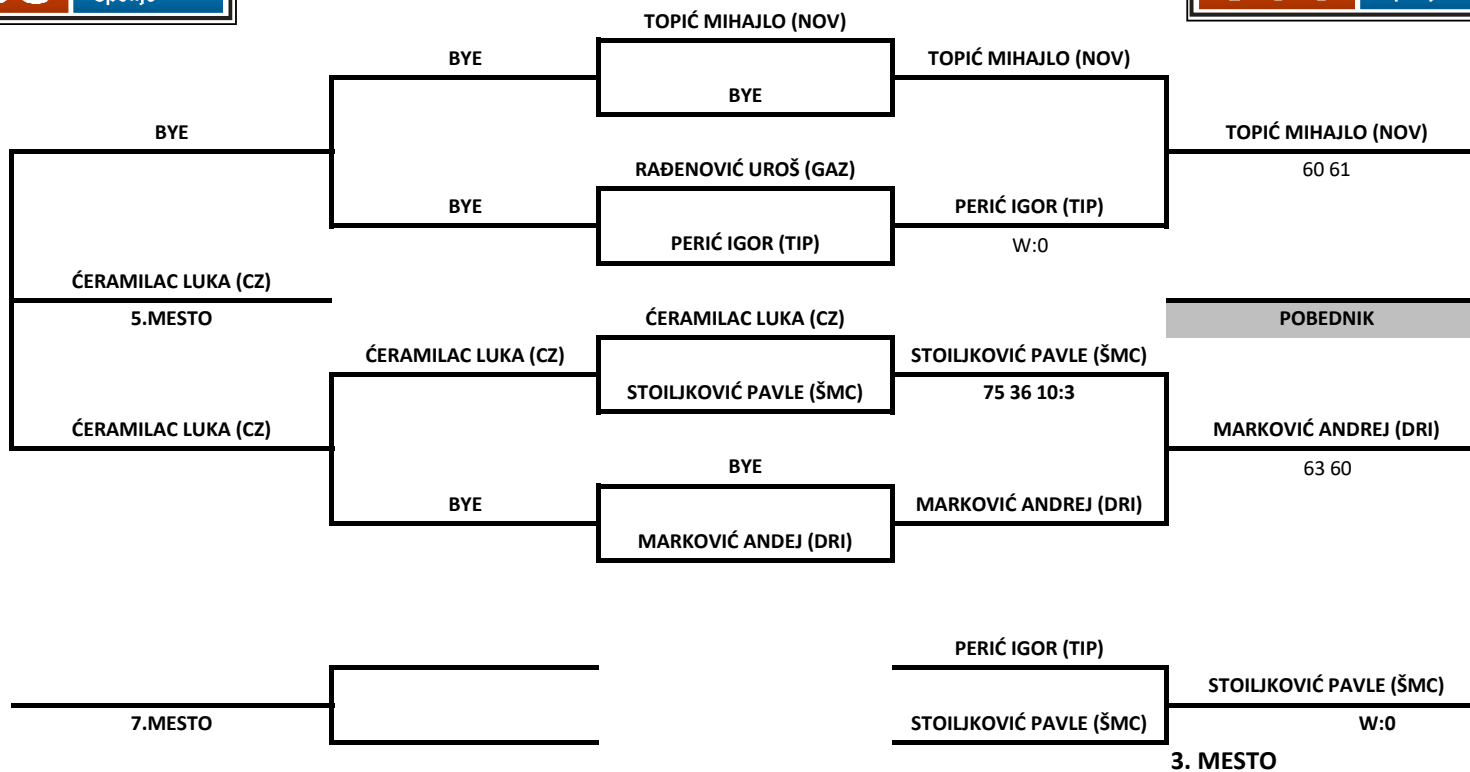 Одпкјо
TOPIĆ MIHAJLO (NOV)
BYE
TOPIĆ MIHAJLO (NOV)
BYE
BYE
TOPIĆ MIHAJLO (NOV)
RAĐENOVIĆ UROŠ (GAZ)
60 61
BYE
PERIĆ IGOR (TIP)
PERIĆ IGOR (TIP)
W:0
ĆERAMILAC LUKA (CZ)
5.MESTO
ĆERAMILAC LUKA (CZ)
POBEDNIK
ĆERAMILAC LUKA (CZ)
STOILJKOVIĆ PAVLE (ŠMC)
STOILJKOVIĆ PAVLE (ŠMC)
75 36 10:3
ĆERAMILAC LUKA (CZ)
MARKOVIĆ ANDREJ (DRI)
BYE
63 60
BYE
MARKOVIĆ ANDREJ (DRI)
MARKOVIĆ ANDEJ (DRI)
PERIĆ IGOR (TIP)
STOILJKOVIĆ PAVLE (ŠMC)
7.MESTO
STOILJKOVIĆ PAVLE (ŠMC)
W:0
3. MESTO